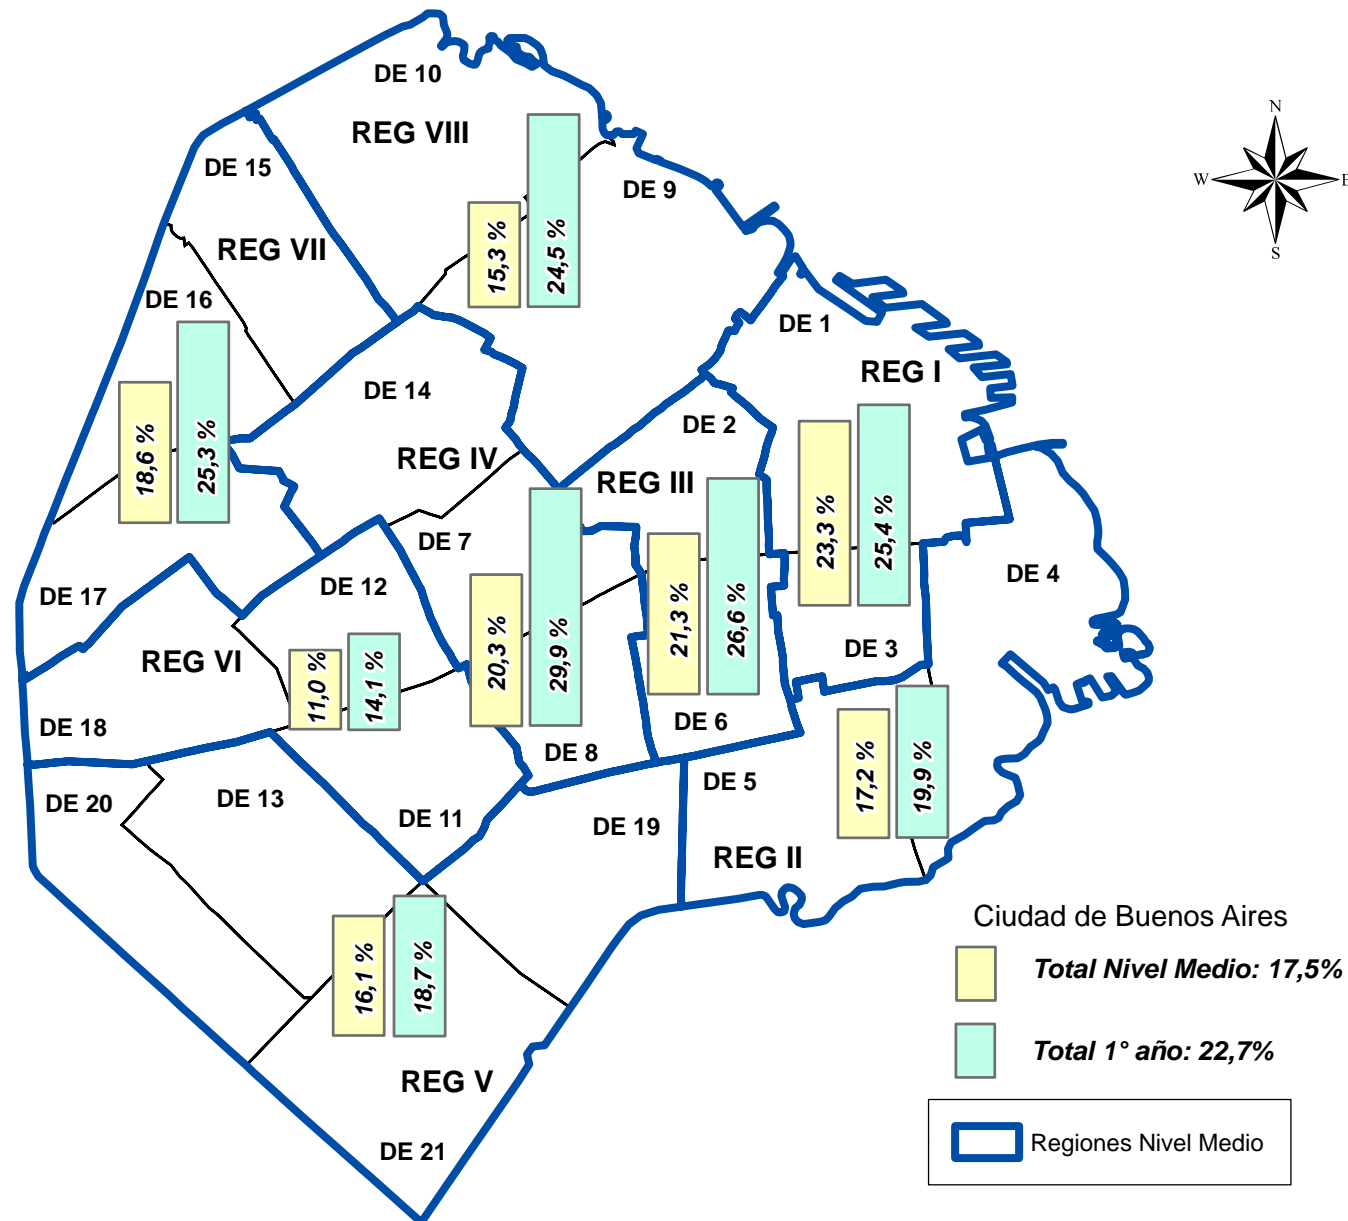 DE 10
REG VIII
DE 15
DE 9
N
W
E
S
REG VII
15,3 %
24,5 %
DE 16
DE 1
REG I
DE 14
DE 2
18,6 %
25,3 %
REG IV
REG III
23,3 %
25,4 %
DE 7
DE 4
DE 17
DE 12
21,3 %
26,6 %
20,3 %
29,9 %
REG VI
11,0 %
14,1 %
DE 3
DE 18
DE 6
DE 8
17,2 %
19,9 %
DE 20
DE 13
DE 11
DE 5
DE 19
REG II
16,1 %
18,7 %
REG V
DE 21
Ciudad de Buenos Aires
Total Nivel Medio: 17,5%
Total 1° año: 22,7%
Regiones Nivel Medio